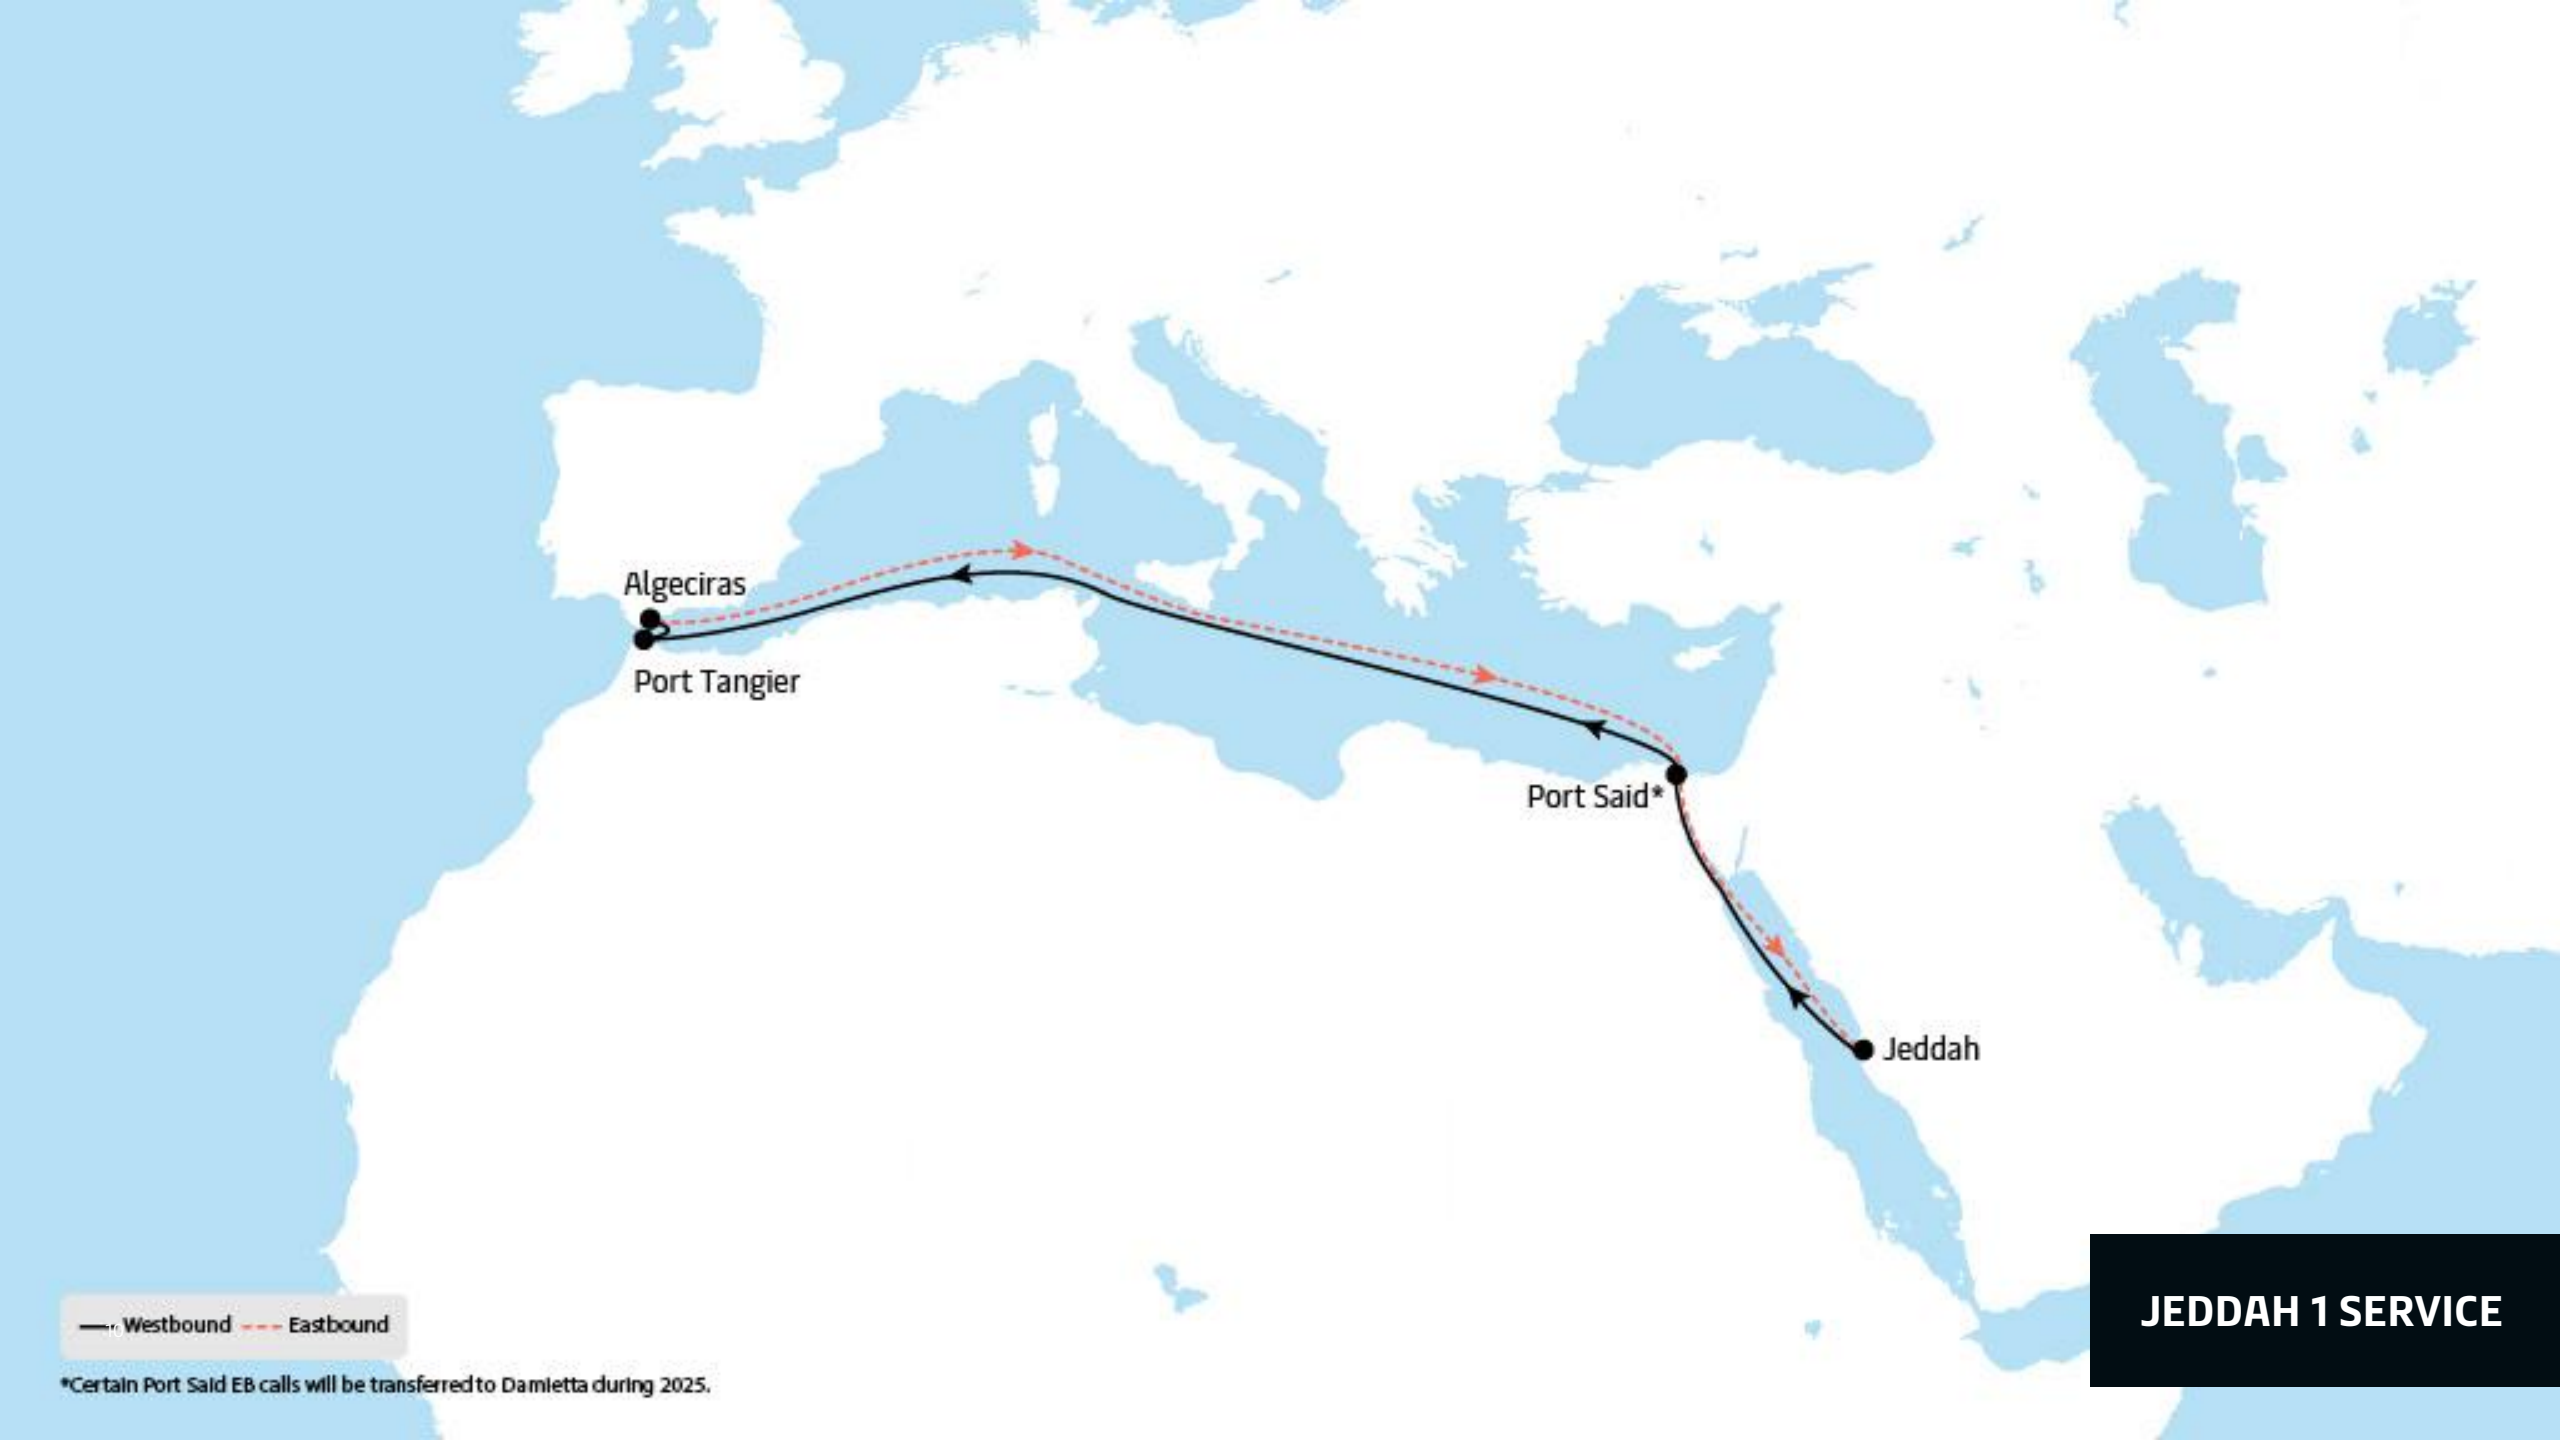 Algeciras
Port Tangier
Port Said*
Jeddah
JEDDAH 1 SERVICE
10
Westbound Eastbound
*Certain Port Said EB calls will be transferred to Damietta during 2025.